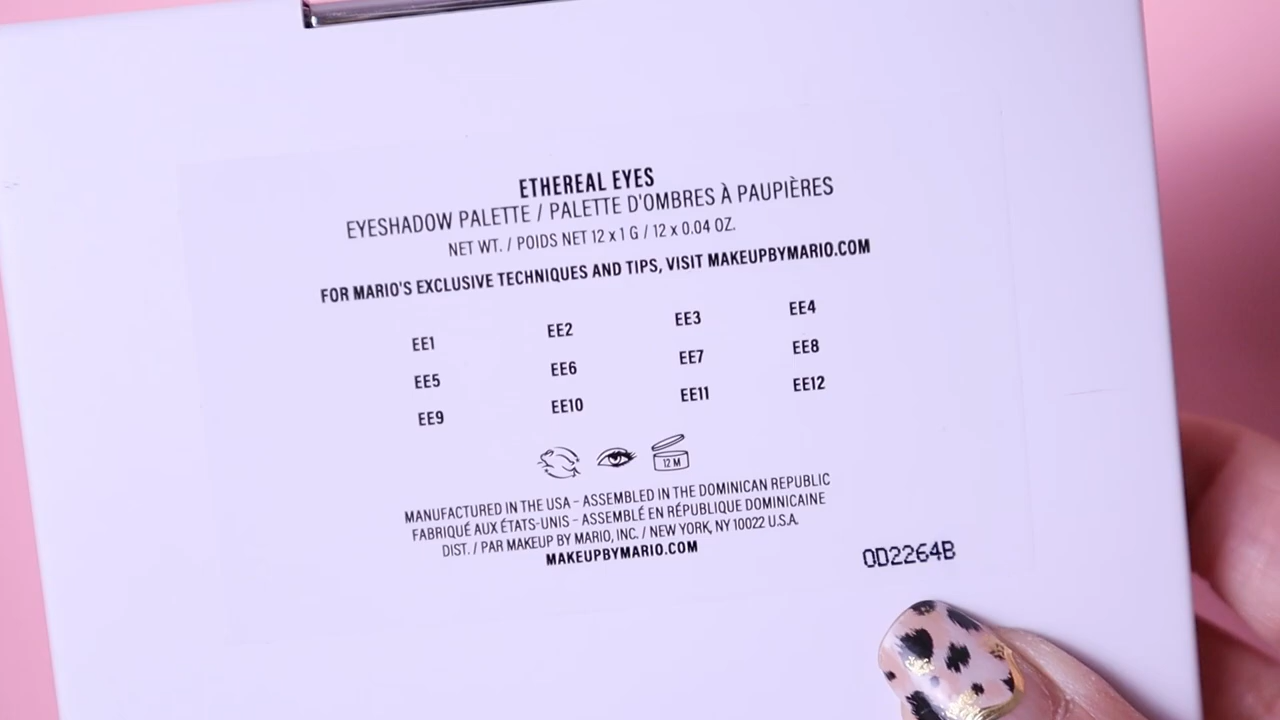 ETHEREAL EYES
EYESHADOW PALETTE / PALETTE D'OMBRES À PAUPIÈRES
NET WT. / POIDS NET 12 x 1 G / 12 x 0.04 OZ.
FOR MARIO'S EXCLUSIVE TECHNIQUES AND TIPS, VISIT MAKEUPBYMARIO.COM
EE1 EE2 EE3 EE4
EE5 EE6 EE7 EE8
EE9 EE10 EE11 EE12
12 M
MANUFACTURED IN THE USA – ASSEMBLED IN THE DOMINICAN REPUBLIC
FABRIQUÉ AUX ÉTATS-UNIS – ASSEMBLÉ EN RÉPUBLIQUE DOMINICAINE
DIST. / PAR MAKEUP BY MARIO, INC. / NEW YORK, NY 10022 U.S.A.
MAKEUPBYMARIO.COM
OD2264B